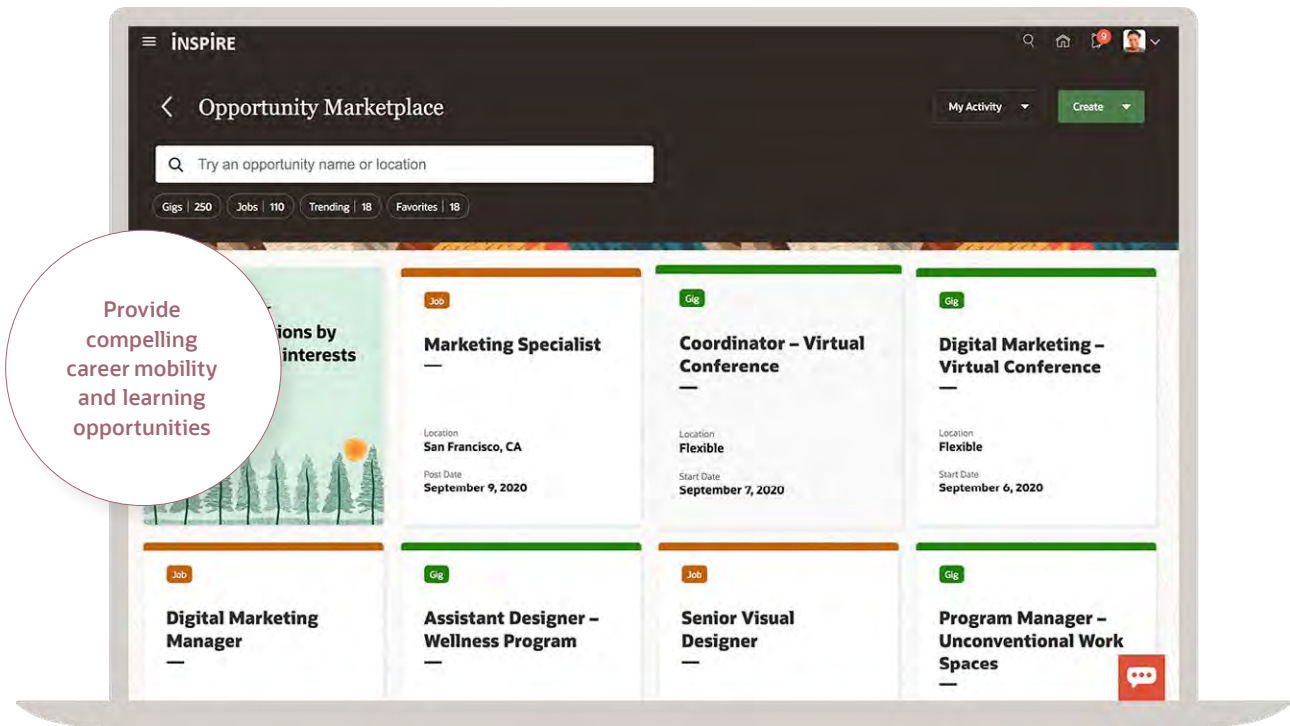 iNSPiRE
9
Opportunity Marketplace
My Activity
Create
Try an opportunity name or location
Gigs | 250
Jobs | 110
Trending | 18
Favorites | 18
Provide
compelling
career mobility
and learning
opportunities
ions by
interests
Job
Marketing Specialist
Location
San Francisco, CA
Post Date
September 9, 2020
Gig
Coordinator – Virtual
Conference
Location
Flexible
Start Date
September 7, 2020
Gig
Digital Marketing –
Virtual Conference
Location
Flexible
Start Date
September 6, 2020
Job
Digital Marketing
Manager
Gig
Assistant Designer –
Wellness Program
Job
Senior Visual
Designer
Gig
Program Manager –
Unconventional Work
Spaces